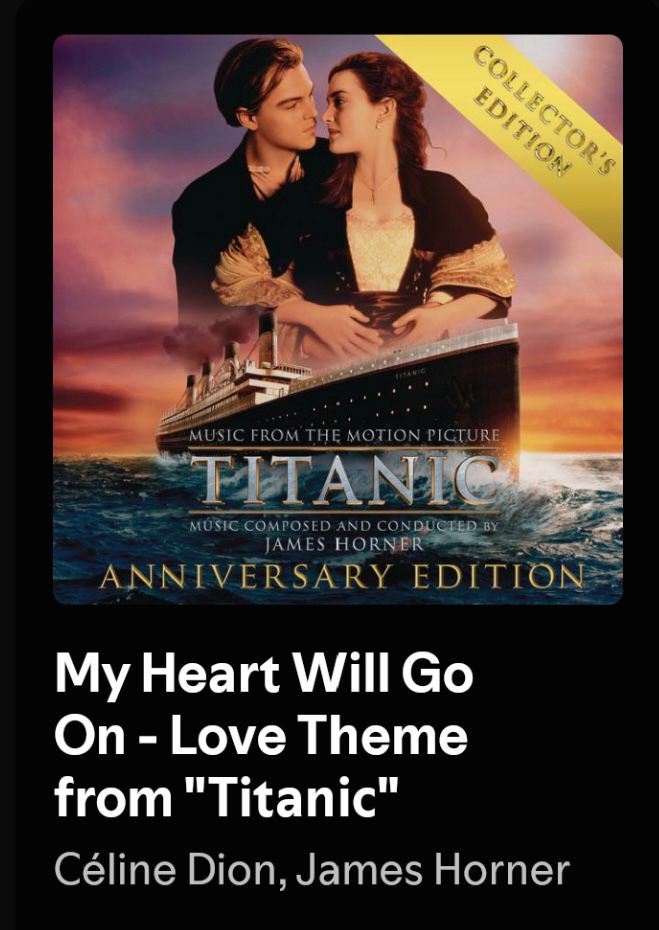 COLLECTOR'S
EDITION
TITANIC
MUSIC FROM THE MOTION PICTURE
TITANIC
MUSIC COMPOSED AND CONDUCTED BY
JAMES HORNER
ANNIVERSARY EDITION
My Heart Will Go
On - Love Theme
from "Titanic"
Céline Dion, James Horner